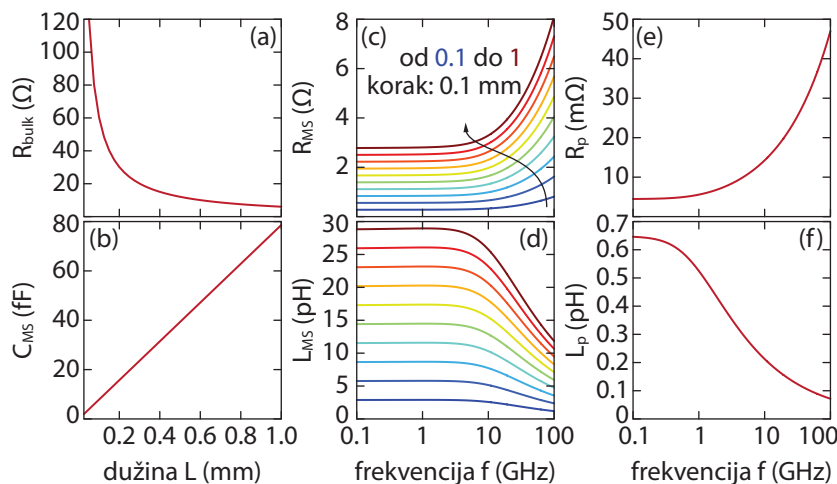 (a)
R_bulk (Ω)
120
100
80
60
40
20
(b)
C_MS (fF)
80
60
40
20
0
0.2 0.4 0.6 0.8 1.0
dužina L (mm)
(c)
od 0.1 do 1
korak: 0.1 mm
R_MS (Ω)
8
6
4
2
(d)
L_MS (pH)
30
25
20
15
10
5
0
0.1 1 10 100
frekvencija f (GHz)
(e)
R_p (mΩ)
50
40
30
20
10
(f)
L_p (pH)
0.7
0.6
0.5
0.4
0.3
0.2
0.1
0
0.1 1 10 100
frekvencija f (GHz)